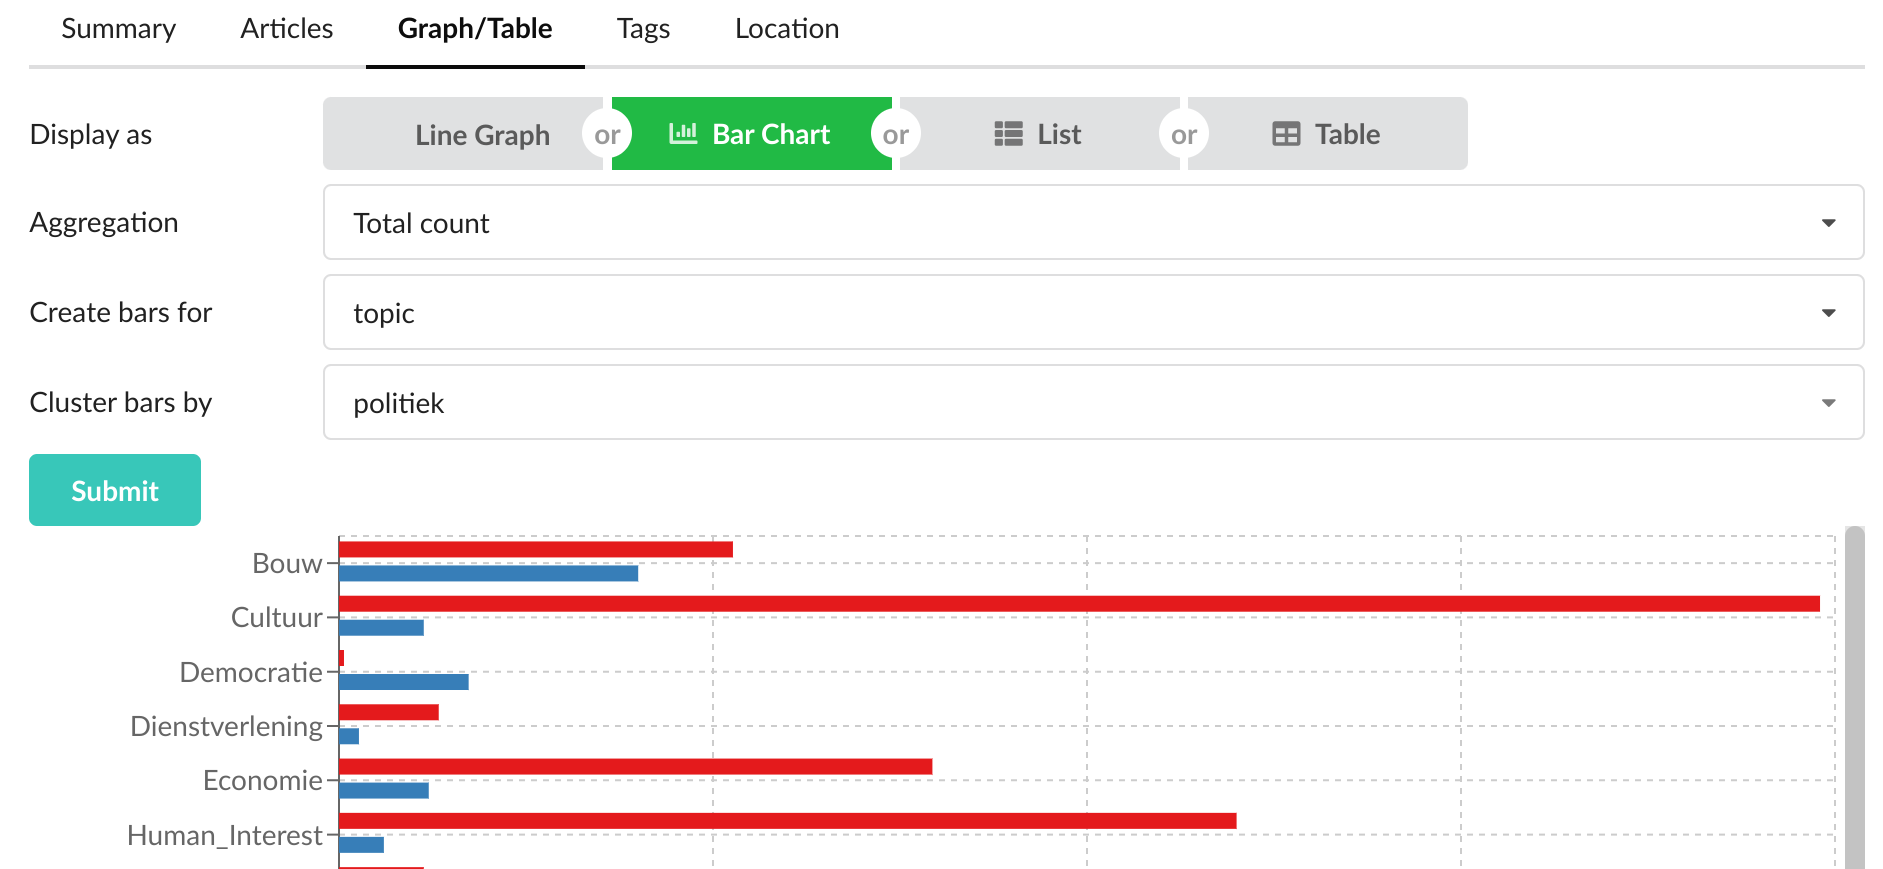 Summary Articles Graph/Table Tags Location
Display as Line Graph or Bar Chart or List or Table
Aggregation Total count
Create bars for topic
Cluster bars by politiek
Submit
Bouw
Cultuur
Democratie
Dienstverlening
Economie
Human_Interest